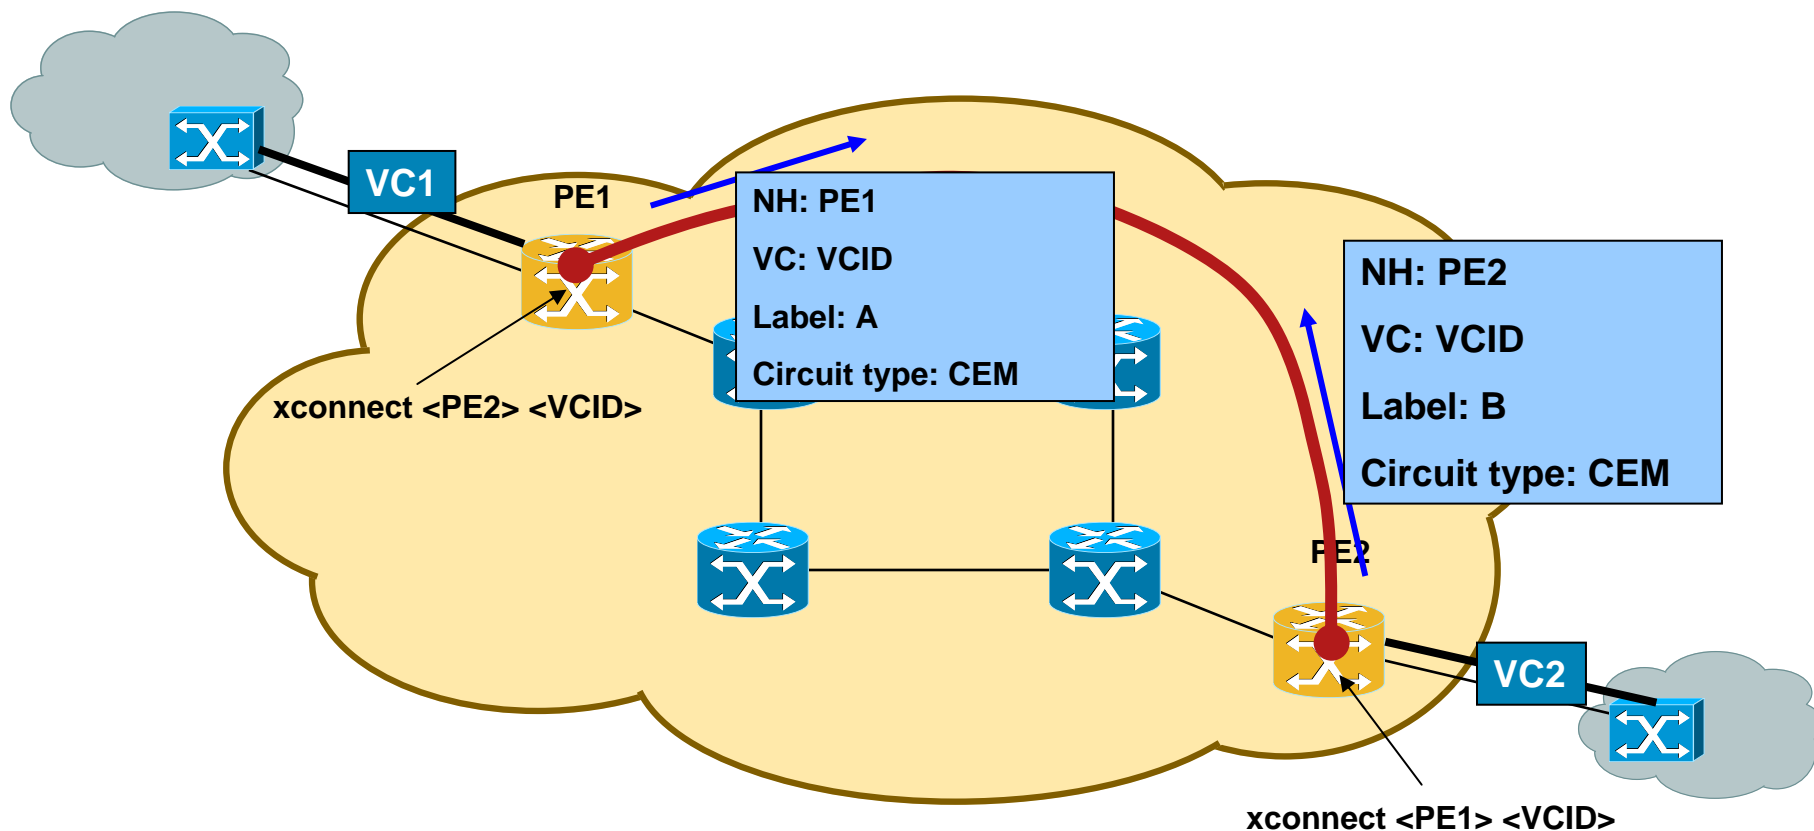 VC1
PE1
NH: PE1
VC: VCID
Label: A
Circuit type: CEM
NH: PE2
VC: VCID
Label: B
Circuit type: CEM
xconnect <PE2> <VCID>
PE2
VC2
xconnect <PE1> <VCID>